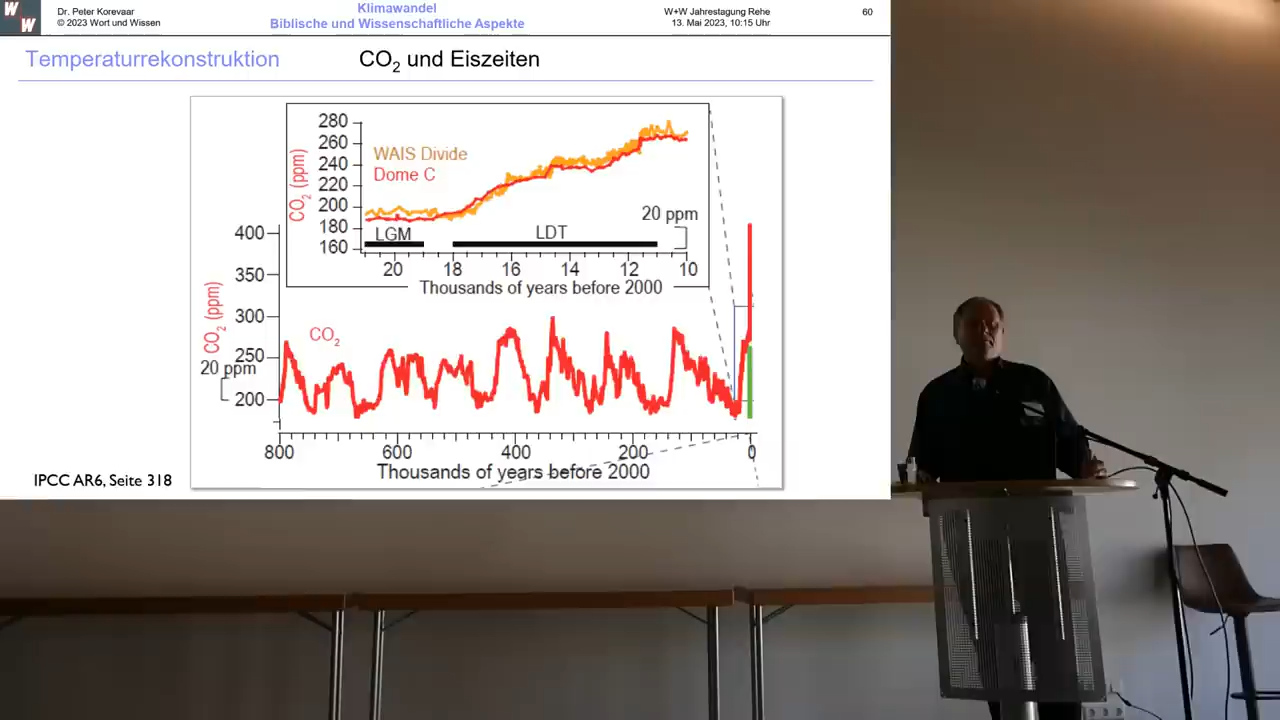 W+W
Dr. Peter Korevaar
© 2023 Wort und Wissen
Klimawandel
Biblische und Wissenschaftliche Aspekte
W+W Jahrestagung Rehe
13. Mai 2023, 10:15 Uhr
60
Temperaturrekonstruktion
CO2 und Eiszeiten
280
260
240
220
200
180
160
CO2 (ppm)
WAIS Divide
Dome C
20 ppm
LGM
LDT
20 18 16 14 12 10
Thousands of years before 2000
400
350
300
250
200
CO2 (ppm)
20 ppm
CO2
800 600 400 200 0
Thousands of years before 2000
IPCC AR6, Seite 318